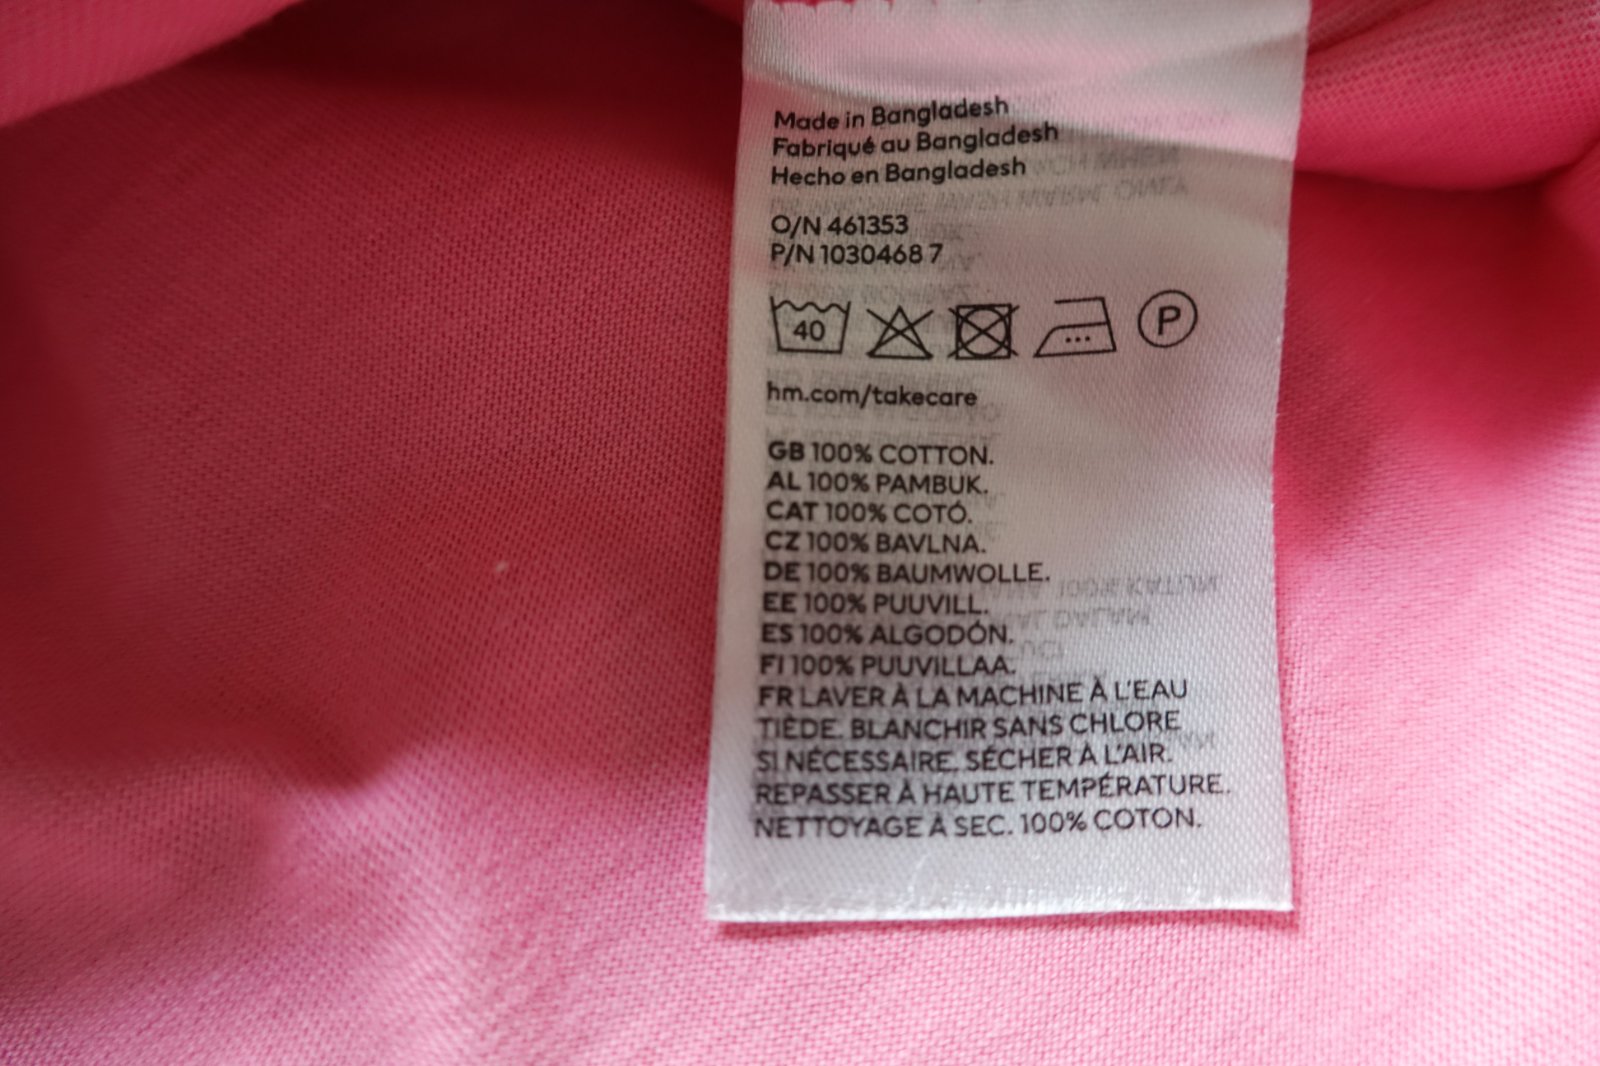 Made in Bangladesh
Fabriqué au Bangladesh
Hecho en Bangladesh
O/N 461353
P/N 1030468 7
40 P
hm.com/takecare
GB 100% COTTON.
AL 100% PAMBUK.
CAT 100% COTÓ.
CZ 100% BAVLNA.
DE 100% BAUMWOLLE.
EE 100% PUUVILL.
ES 100% ALGODÓN.
FI 100% PUUVILLAA.
FR LAVER À LA MACHINE À L'EAU
TIÈDE. BLANCHIR SANS CHLORE
SI NÉCESSAIRE. SÉCHER À L'AIR.
REPASSER À HAUTE TEMPÉRATURE.
NETTOYAGE À SEC. 100% COTON.